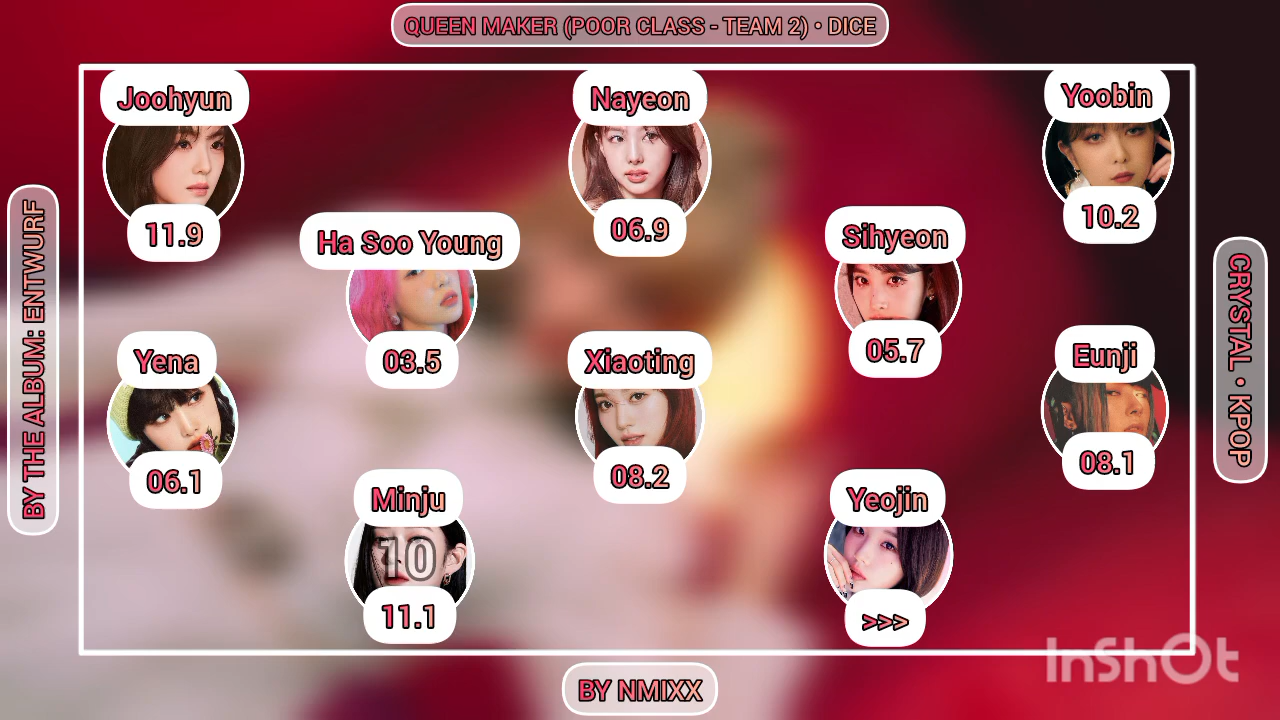 QUEEN MAKER (POOR CLASS - TEAM 2) • DICE
Joohyun
11.9
Nayeon
06.9
Yoobin
10.2
Ha Soo Young
03.5
Sihyeon
05.7
Yena
06.1
Xiaoting
08.2
Eunji
08.1
Minju
10
11.1
Yeojin
>>>
BY THE ALBUM: ENTWURF
CRYSTAL • KPOP
BY NMIXX
InShOt